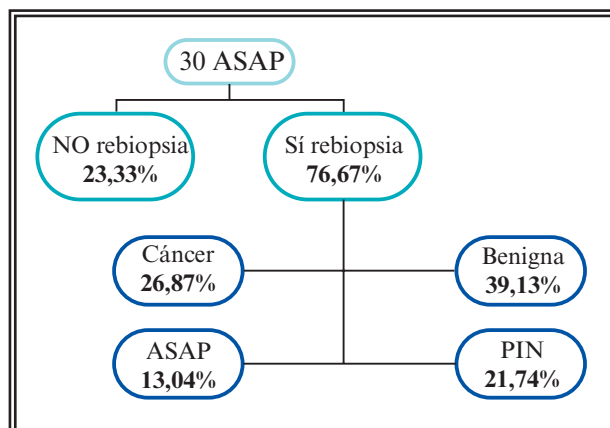 30 ASAP
NO rebiopsia
23,33%
Sí rebiopsia
76,67%
Cáncer
26,87%
Benigna
39,13%
ASAP
13,04%
PIN
21,74%